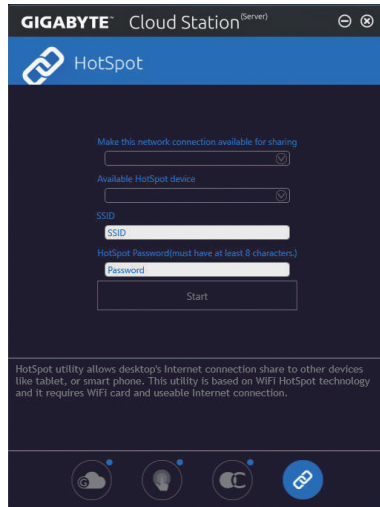 GIGABYTE™ Cloud Station (Server)
HotSpot
Make this network connection available for sharing
Available HotSpot device
SSID
SSID
HotSpot Password(must have at least 8 characters.)
Password
Start
HotSpot utility allows desktop's Internet connection share to other devices
like tablet, or smart phone. This utility is based on WiFi HotSpot technology
and it requires WiFi card and useable Internet connection.
G